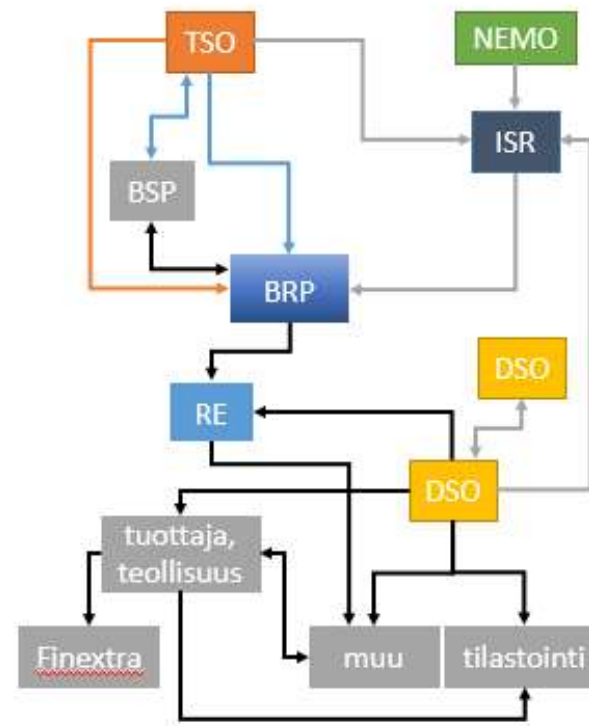 TSO
NEMO
ISR
BSP
BRP
DSO
RE
DSO
tuottaja,
teollisuus
Finextra
muu
tilastointi